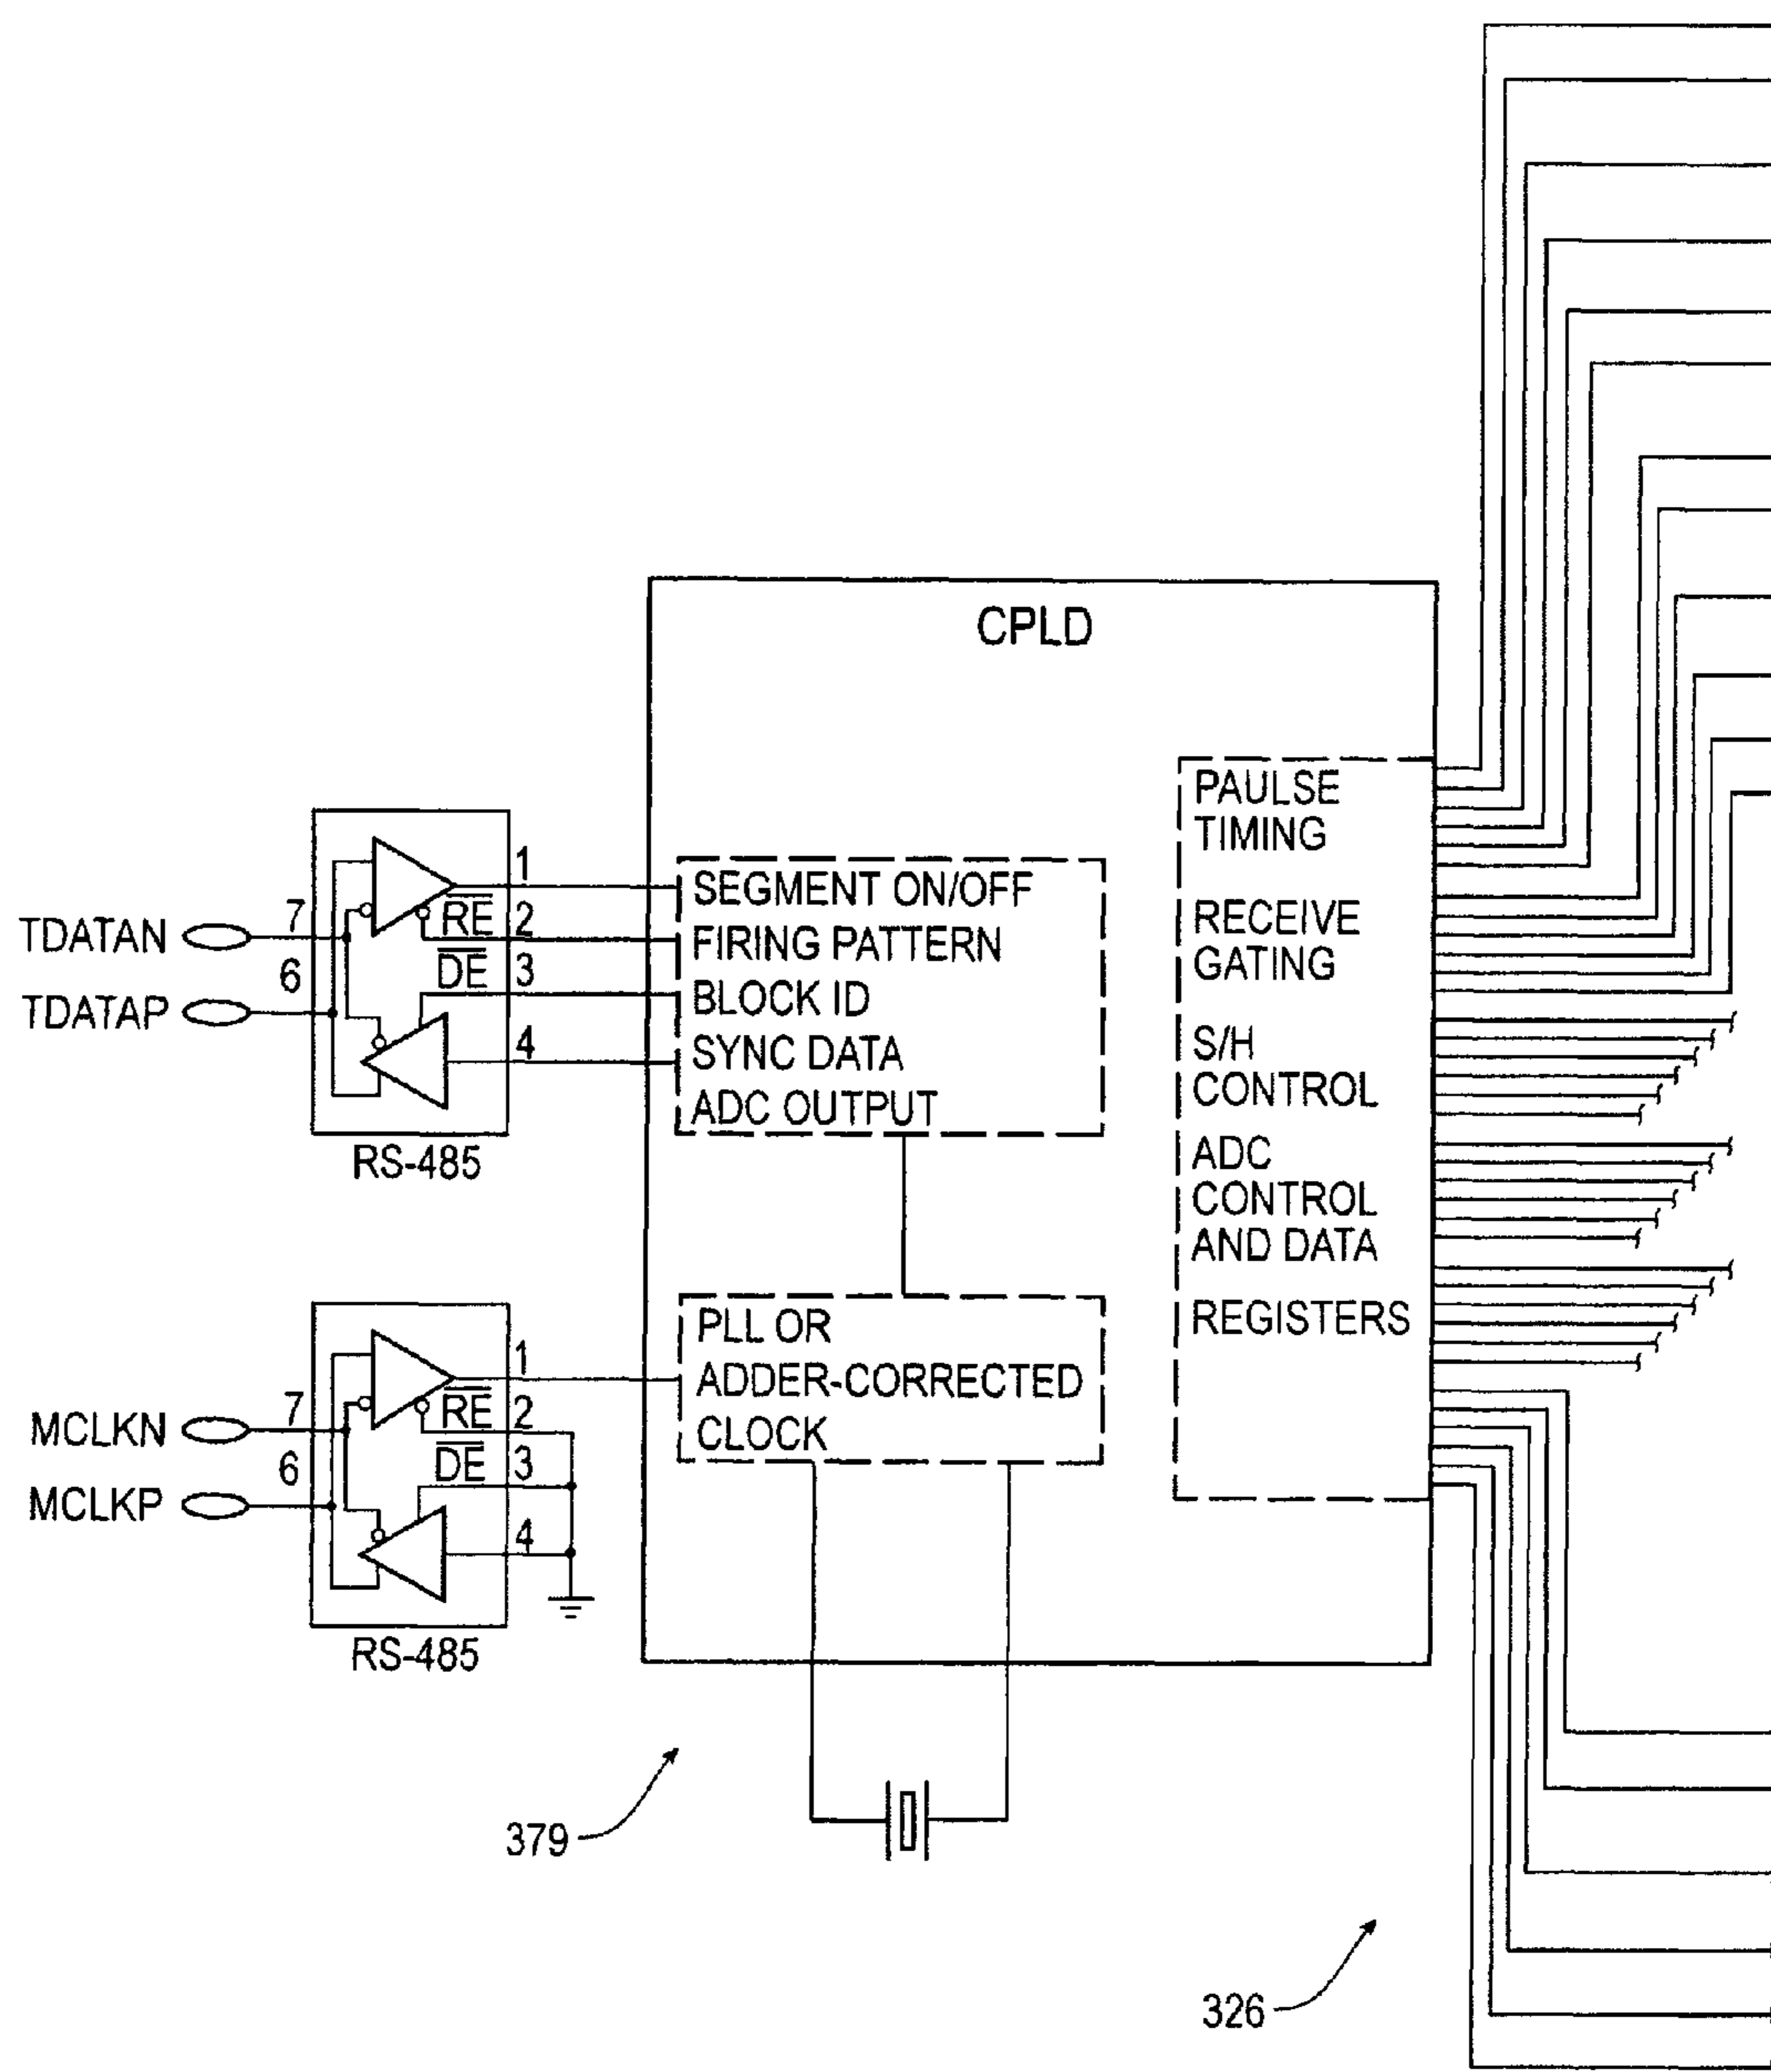 CPLD
PAULSE
TIMING
RECEIVE
GATING
S/H
CONTROL
ADC
CONTROL
AND DATA
REGISTERS
SEGMENT ON/OFF
FIRING PATTERN
BLOCK ID
SYNC DATA
ADC OUTPUT
PLL OR
ADDER-CORRECTED
CLOCK
TDATAN
7
6
TDATAP
1
RE 2
DE 3
4
RS-485
MCLKN
7
6
MCLKP
1
RE 2
DE 3
4
RS-485
379
326